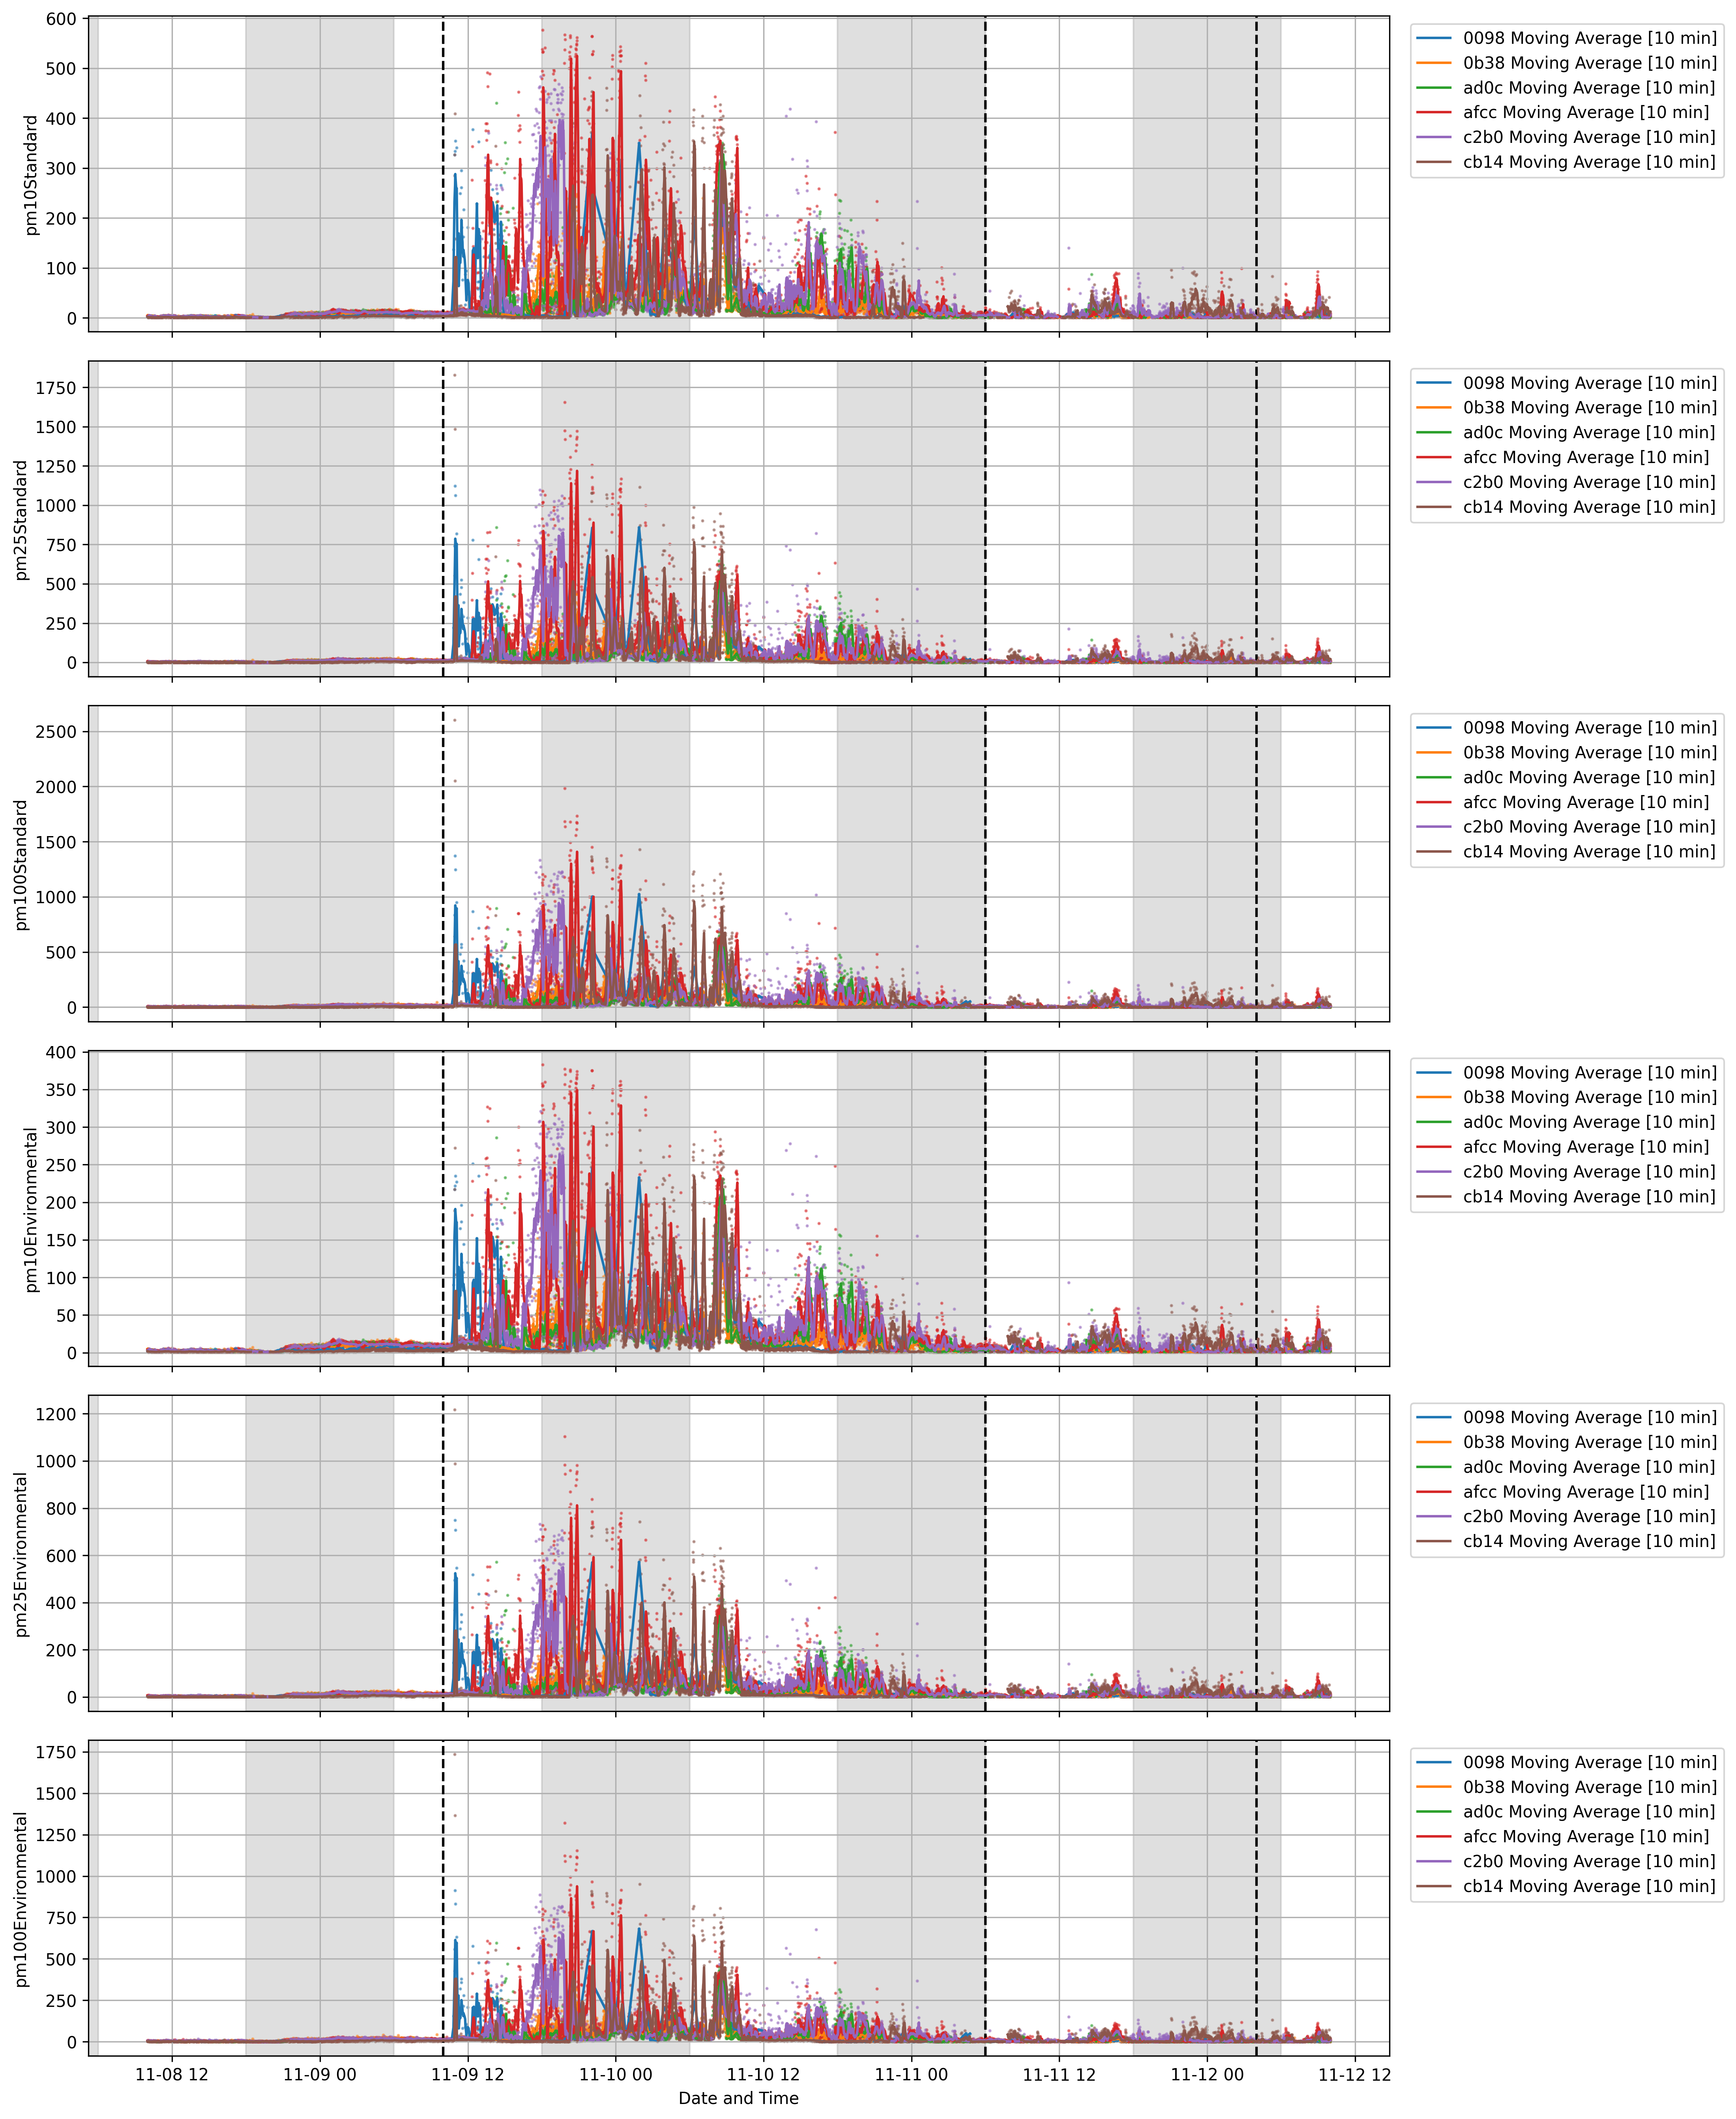 600
500
400
300
200
100
0
pm10Standard
0098 Moving Average [10 min]
0b38 Moving Average [10 min]
ad0c Moving Average [10 min]
afcc Moving Average [10 min]
c2b0 Moving Average [10 min]
cb14 Moving Average [10 min]
1750
1500
1250
1000
750
500
250
0
pm25Standard
0098 Moving Average [10 min]
0b38 Moving Average [10 min]
ad0c Moving Average [10 min]
afcc Moving Average [10 min]
c2b0 Moving Average [10 min]
cb14 Moving Average [10 min]
2500
2000
1500
1000
500
0
pm100Standard
0098 Moving Average [10 min]
0b38 Moving Average [10 min]
ad0c Moving Average [10 min]
afcc Moving Average [10 min]
c2b0 Moving Average [10 min]
cb14 Moving Average [10 min]
400
350
300
250
200
150
100
50
0
pm10Environmental
0098 Moving Average [10 min]
0b38 Moving Average [10 min]
ad0c Moving Average [10 min]
afcc Moving Average [10 min]
c2b0 Moving Average [10 min]
cb14 Moving Average [10 min]
1200
1000
800
600
400
200
0
pm25Environmental
0098 Moving Average [10 min]
0b38 Moving Average [10 min]
ad0c Moving Average [10 min]
afcc Moving Average [10 min]
c2b0 Moving Average [10 min]
cb14 Moving Average [10 min]
1750
1500
1250
1000
750
500
250
0
pm100Environmental
0098 Moving Average [10 min]
0b38 Moving Average [10 min]
ad0c Moving Average [10 min]
afcc Moving Average [10 min]
c2b0 Moving Average [10 min]
cb14 Moving Average [10 min]
11-08 12 11-09 00 11-09 12 11-10 00 11-10 12 11-11 00 11-11 12 11-12 00 11-12 12
Date and Time